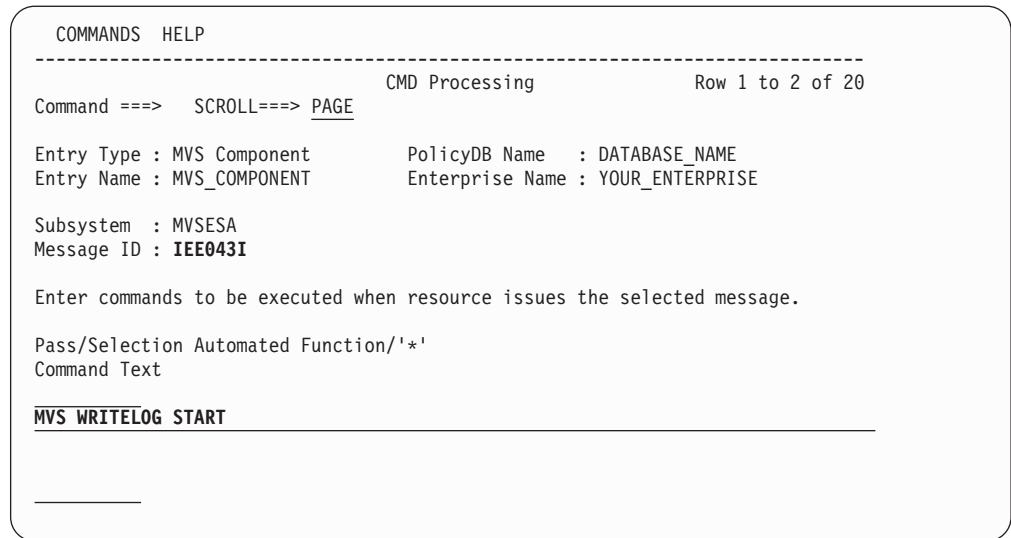 COMMANDS HELP
------------------------------------------------------------------------------
CMD Processing Row 1 to 2 of 20
Command ===> SCROLL===> PAGE
Entry Type : MVS Component PolicyDB Name : DATABASE_NAME
Entry Name : MVS_COMPONENT Enterprise Name : YOUR_ENTERPRISE
Subsystem : MVSESA
Message ID : IEE043I
Enter commands to be executed when resource issues the selected message.
Pass/Selection Automated Function/'*'
Command Text
MVS WRITELOG START